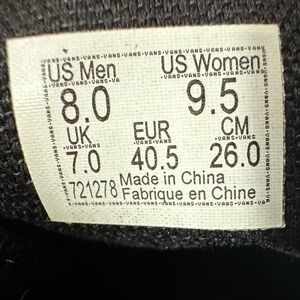 US Men US Women
8.0 9.5
UK EUR CM
7.0 40.5 26.0
721278 Made in China
Fabrique en Chine